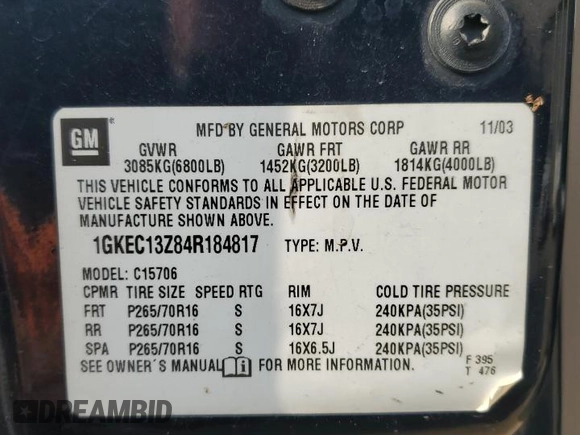 GM
MFD BY GENERAL MOTORS CORP 11/03
GVWR GAWR FRT GAWR RR
3085KG(6800LB) 1452KG(3200LB) 1814KG(4000LB)
THIS VEHICLE CONFORMS TO ALL APPLICABLE U.S. FEDERAL MOTOR
VEHICLE SAFETY STANDARDS IN EFFECT ON THE DATE OF
MANUFACTURE SHOWN ABOVE.
1GKEC13Z84R184817 TYPE: M.P.V.
MODEL: C15706
CPMR TIRE SIZE SPEED RTG RIM COLD TIRE PRESSURE
FRT P265/70R16 S 16X7J 240KPA(35PSI)
RR P265/70R16 S 16X7J 240KPA(35PSI)
SPA P265/70R16 S 16X6.5J 240KPA(35PSI)
SEE OWNER'S MANUAL i FOR MORE INFORMATION.
F 395
T 476
DREAMBID